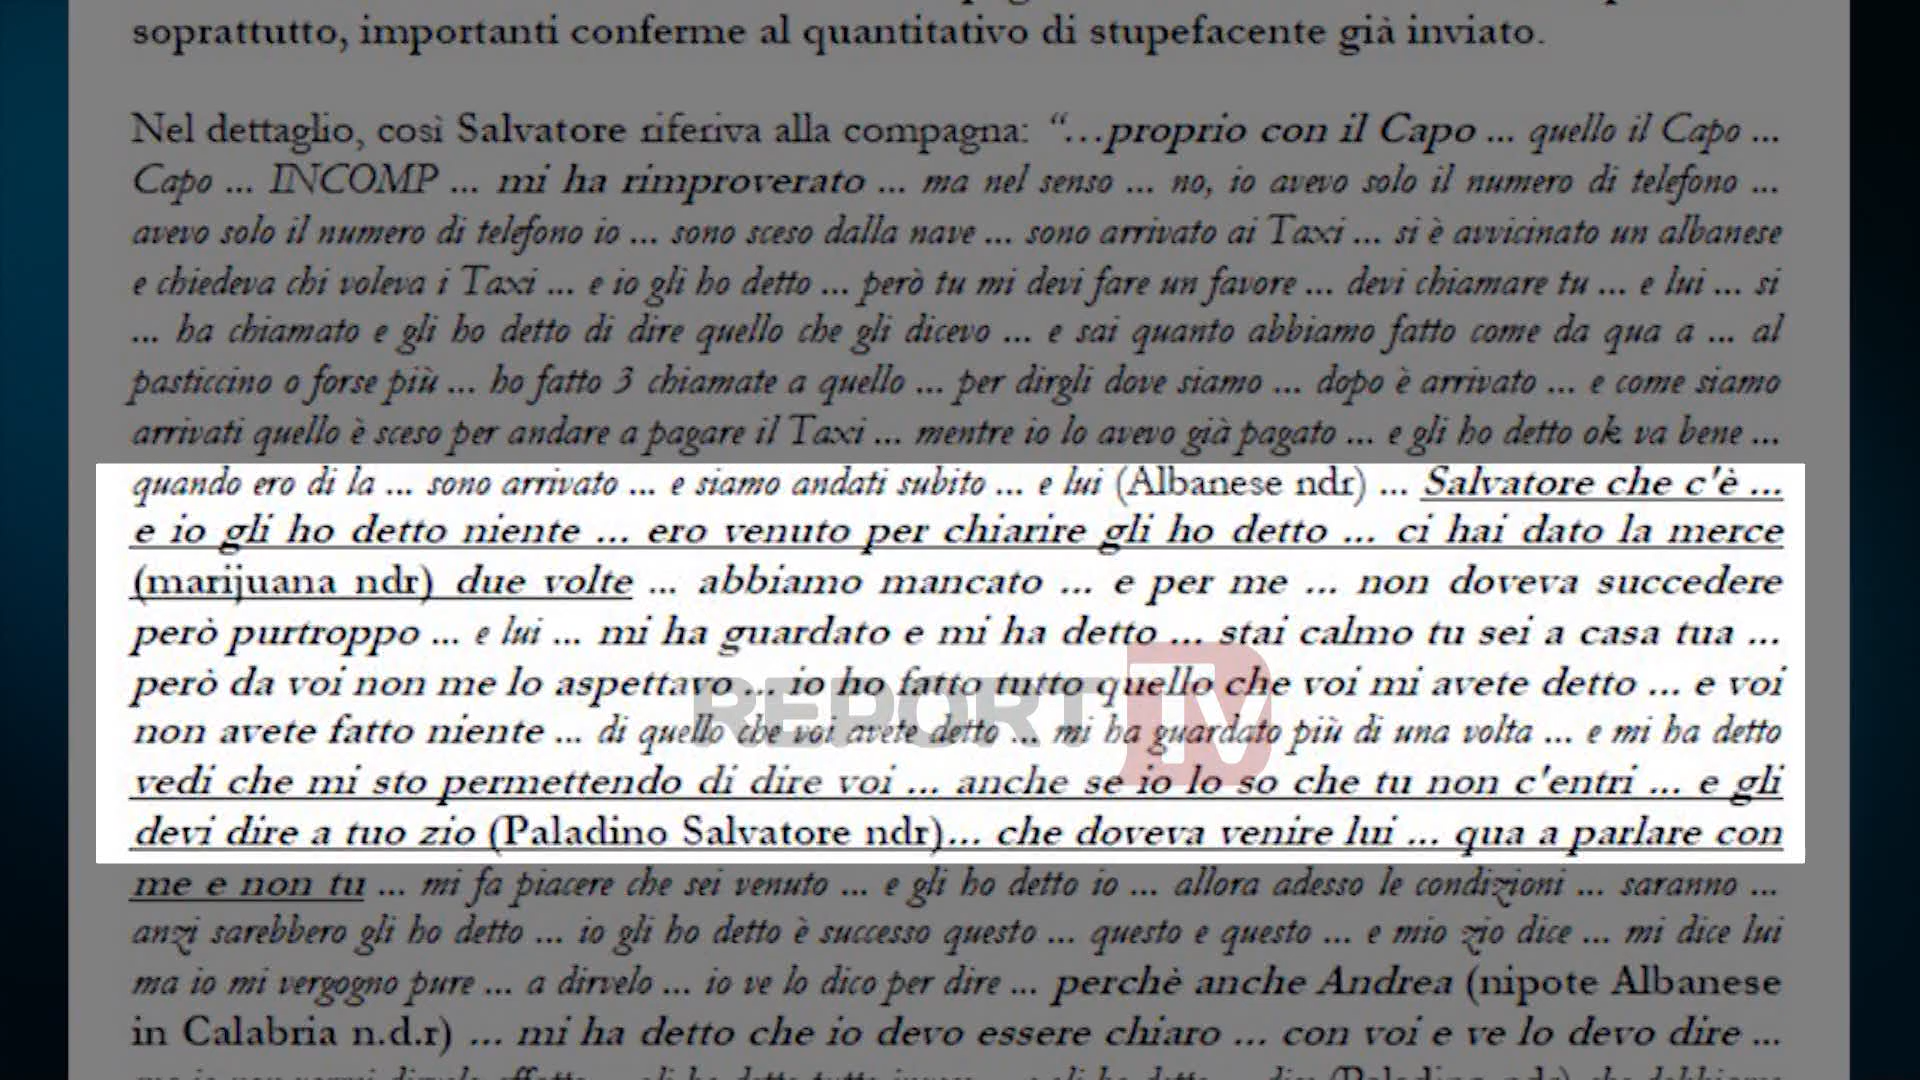 soprattutto, importanti conferme al quantitativo di stupefacente già inviato.
Nel dettaglio, così Salvatore riferiva alla compagna: “…proprio con il Capo ... quello il Capo ...
Capo ... INCOMP ... mi ha rimproverato ... ma nel senso ... no, io avevo solo il numero di telefono ...
avevo solo il numero di telefono io ... sono sceso dalla nave ... sono arrivato ai Taxi ... si è avvicinato un albanese
e chiedeva chi voleva i Taxi ... e io gli ho detto ... però tu mi devi fare un favore ... devi chiamare tu ... e lui ... si
... ha chiamato e gli ho detto di dire quello che gli dicevo ... e sai quanto abbiamo fatto come da qua a ... al
pasticcino o forse più ... ho fatto 3 chiamate a quello ... per dirgli dove siamo ... dopo è arrivato ... e come siamo
arrivati quello è sceso per andare a pagare il Taxi ... mentre io lo avevo già pagato ... e gli ho detto ok va bene ...
quando ero di la ... sono arrivato ... e siamo andati subito ... e lui (Albanese ndr) ... Salvatore che c'è ...
e io gli ho detto niente ... ero venuto per chiarire gli ho detto ... ci hai dato la merce
(marijuana ndr) due volte ... abbiamo mancato ... e per me ... non doveva succedere
però purtroppo ... e lui ... mi ha guardato e mi ha detto ... stai calmo tu sei a casa tua ...
però da voi non me lo aspettavo ... io ho fatto tutto quello che voi mi avete detto ... e voi
non avete fatto niente ... di quello che voi avete detto ... mi ha guardato più di una volta ... e mi ha detto
vedi che mi sto permettendo di dire voi ... anche se io lo so che tu non c'entri ... e gli
devi dire a tuo zio (Paladino Salvatore ndr)... che doveva venire lui ... qua a parlare con
me e non tu ... mi fa piacere che sei venuto ... e gli ho detto io ... allora adesso le condizioni ... saranno ...
anzi sarebbero gli ho detto ... io gli ho detto è successo questo ... questo e questo ... e mio zio dice ... mi dice lui
ma io mi vergogno pure ... a dirvelo ... io ve lo dico per dire ... perchè anche Andrea (nipote Albanese
in Calabria n.d.r) ... mi ha detto che io devo essere chiaro ... con voi e ve lo devo dire ...
REPORT TV